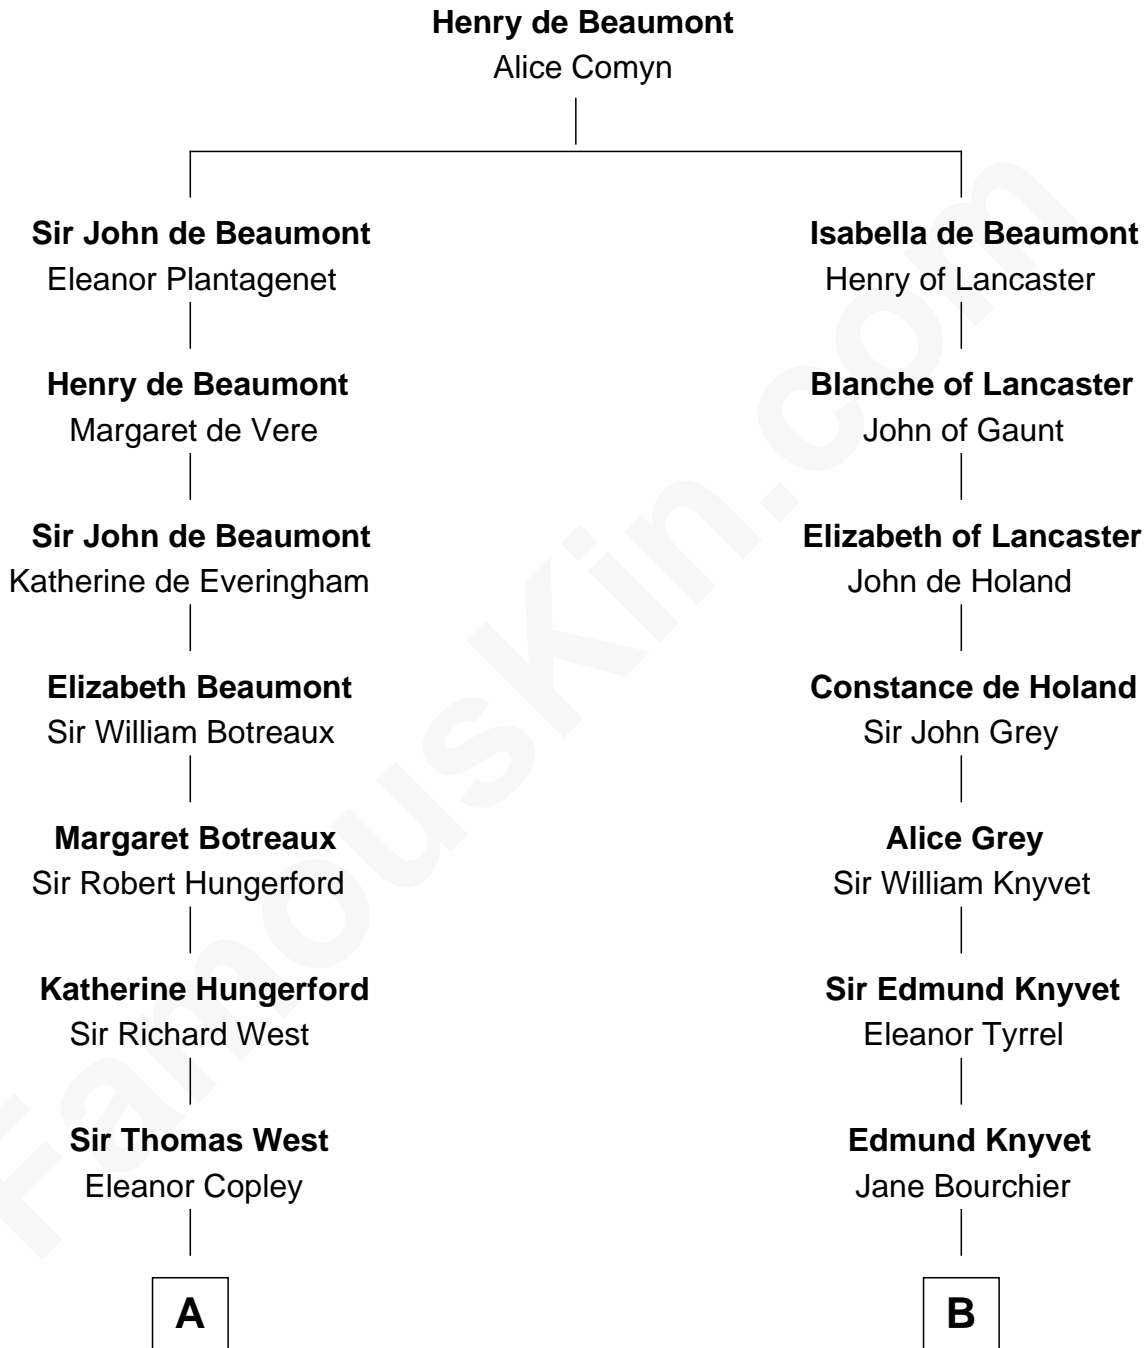 Henry de Beaumont
Alice Comyn
Sir John de Beaumont
Eleanor Plantagenet
Isabella de Beaumont
Henry of Lancaster
Henry de Beaumont
Margaret de Vere
Blanche of Lancaster
John of Gaunt
Sir John de Beaumont
Katherine de Everingham
Elizabeth of Lancaster
John de Holand
Elizabeth Beaumont
Sir William Botreaux
Constance de Holand
Sir John Grey
Margaret Botreaux
Sir Robert Hungerford
Alice Grey
Sir William Knyvet
Katherine Hungerford
Sir Richard West
Sir Edmund Knyvet
Eleanor Tyrrel
Sir Thomas West
Eleanor Copley
Edmund Knyvet
Jane Bourchier
A
B
FamousKin.com